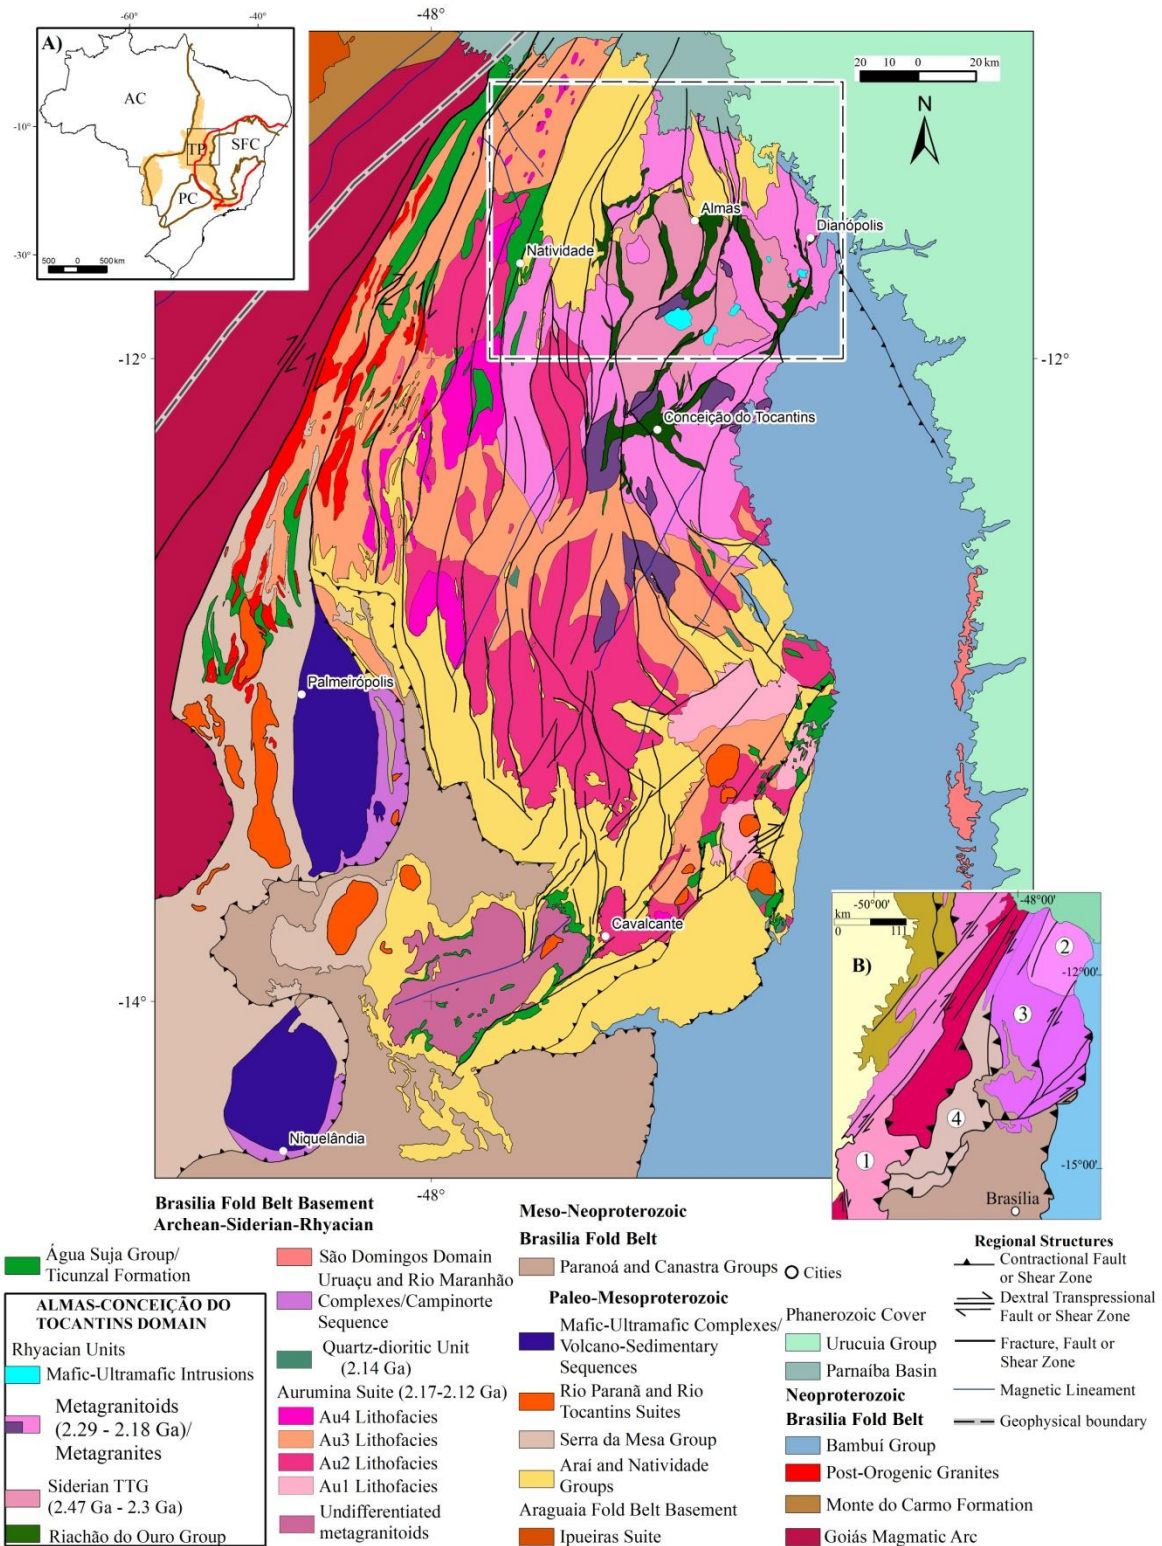 A)
-60°
-40°
AC
-10°
SFC
TP
PC
-30°
500 0 500 km
-48°
20 10 0 20 km
N
Almas
Dianópolis
Natividade
-12°
-12°
Conceição do Tocantins
Palmeirópolis
Cavalcante
-14°
Niquelândia
-48°
-50°00'
-48°00'
km
0 111
B)
2
-12°00'
3
4
1
-15°00'
Brasília
Brasilia Fold Belt Basement
Archean-Siderian-Rhyacian
Água Suja Group/
Ticunzal Formation
ALMAS-CONCEIÇÃO DO
TOCANTINS DOMAIN
Rhyacian Units
Mafic-Ultramafic Intrusions
Metagranitoids
(2.29 - 2.18 Ga)/
Metagranites
Siderian TTG
(2.47 Ga - 2.3 Ga)
Riachão do Ouro Group
São Domingos Domain
Uruaçu and Rio Maranhão
Complexes/Campinorte
Sequence
Quartz-dioritic Unit
(2.14 Ga)
Aurumina Suite (2.17-2.12 Ga)
Au4 Lithofacies
Au3 Lithofacies
Au2 Lithofacies
Au1 Lithofacies
Undifferentiated
metagranitoids
Meso-Neoproterozoic
Brasilia Fold Belt
Paranoá and Canastra Groups
Paleo-Mesoproterozoic
Mafic-Ultramafic Complexes/
Volcano-Sedimentary
Sequences
Rio Paranã and Rio
Tocantins Suites
Serra da Mesa Group
Araí and Natividade
Groups
Araguaia Fold Belt Basement
Ipueiras Suite
Cities
Phanerozoic Cover
Urucuia Group
Parnaíba Basin
Neoproterozoic
Brasilia Fold Belt
Bambuí Group
Post-Orogenic Granites
Monte do Carmo Formation
Goiás Magmatic Arc
Regional Structures
Contractional Fault
or Shear Zone
Dextral Transpressional
Fault or Shear Zone
Fracture, Fault or
Shear Zone
Magnetic Lineament
Geophysical boundary